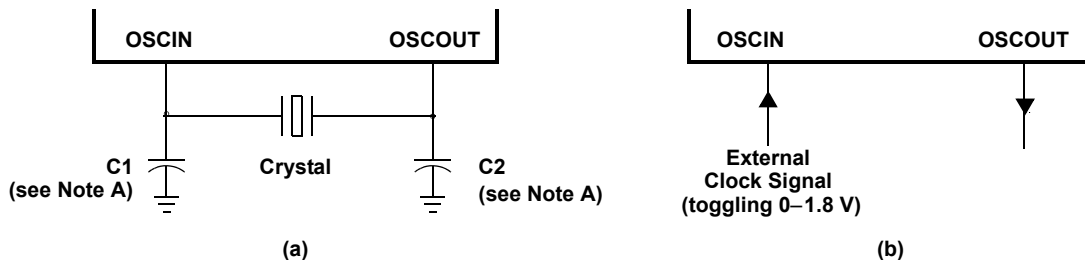 OSCIN
OSCOUT
C1
(see Note A)
Crystal
C2
(see Note A)
(a)
OSCIN
OSCOUT
External
Clock Signal
(toggling 0–1.8 V)
(b)